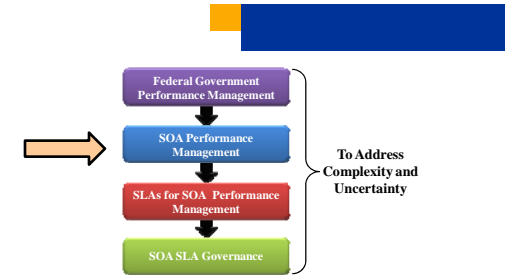 Federal Government
Performance Management
SOA Performance
Management
To Address
Complexity and
Uncertainty
SLAs for SOA Performance
Management
SOA SLA Governance